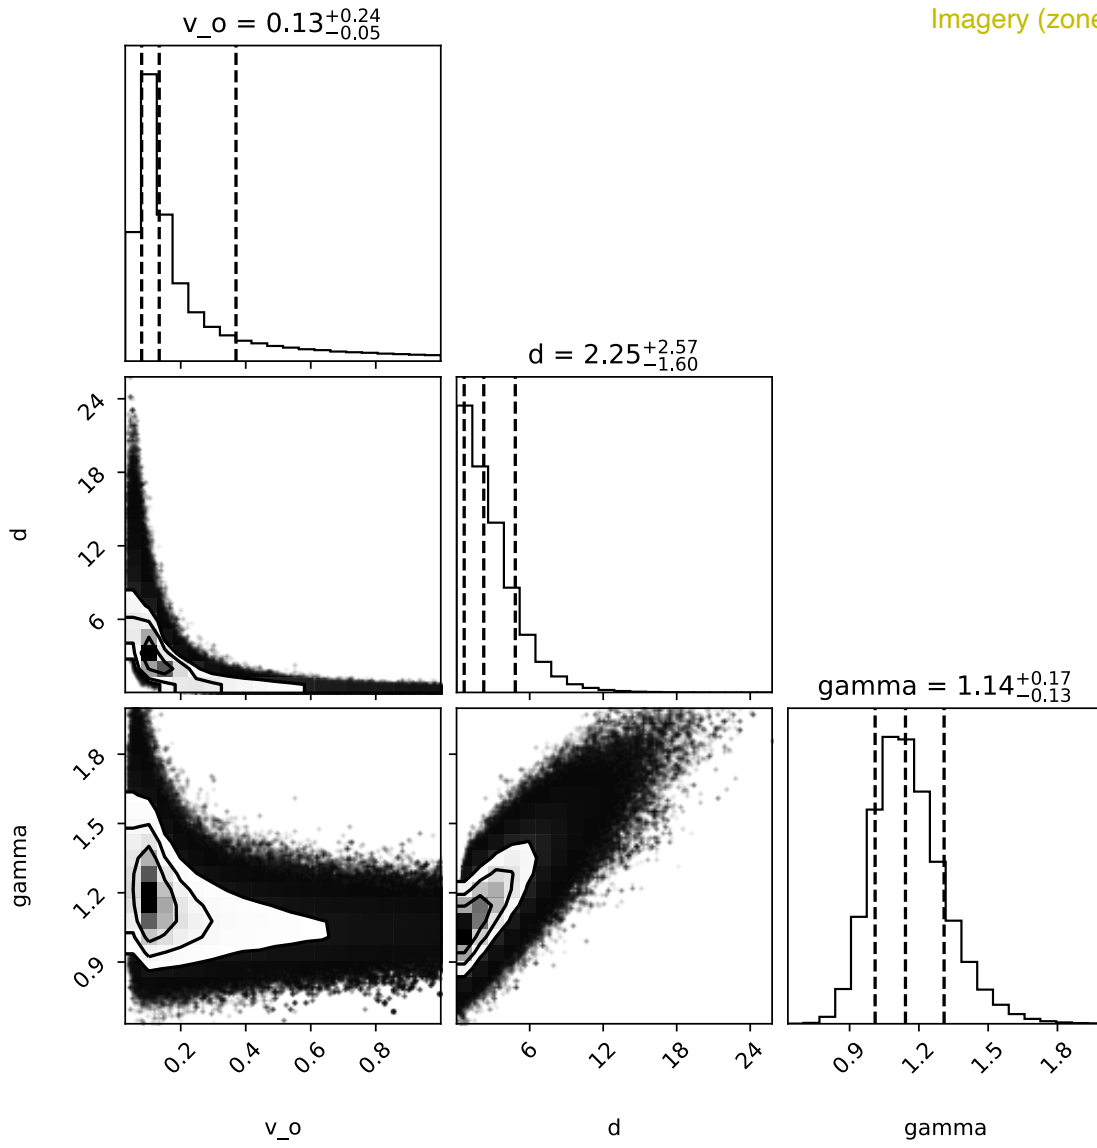 Imagery (zone
v_o = 0.13+0.24−0.05
d = 2.25+2.57−1.60
gamma = 1.14+0.17−0.13
24
18
12
6
d
1.8
1.5
1.2
0.9
gamma
0.2 0.4 0.6 0.8
6 12 18 24
0.9 1.2 1.5 1.8
v_o d gamma